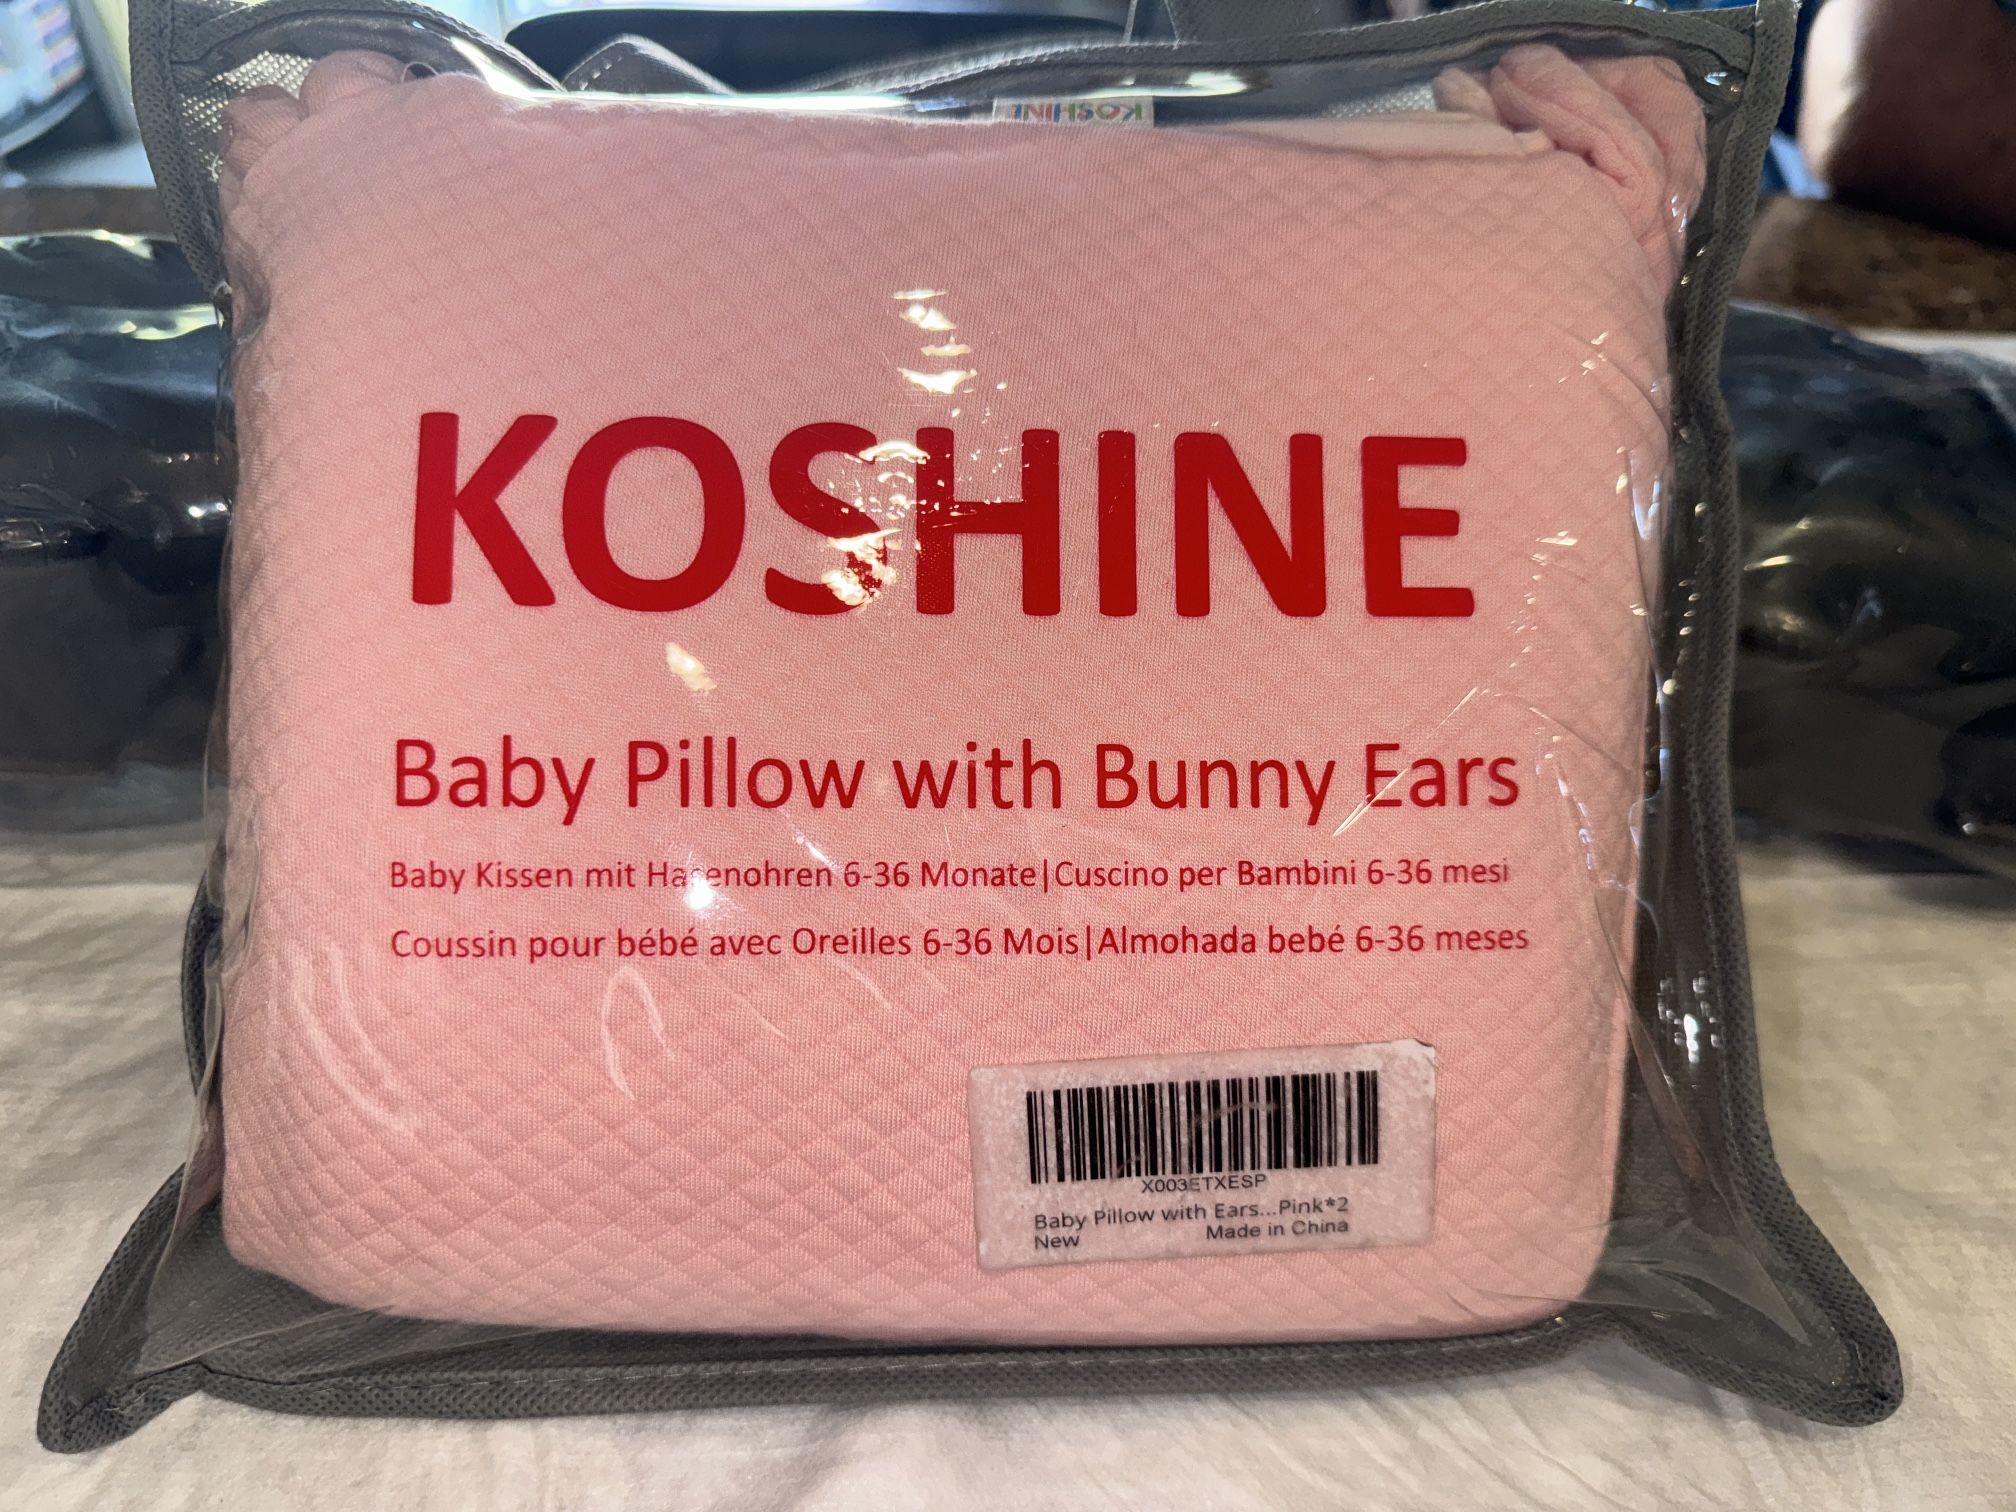 KOSHINE
KOSHINE
Baby Pillow with Bunny Ears
Baby Kissen mit Hasenohren 6-36 Monate|Cuscino per Bambini 6-36 mesi
Coussin pour bébé avec Oreilles 6-36 Mois|Almohada bebé 6-36 meses
X003ETXESP
Baby Pillow with Ears...Pink*2
New Made in China